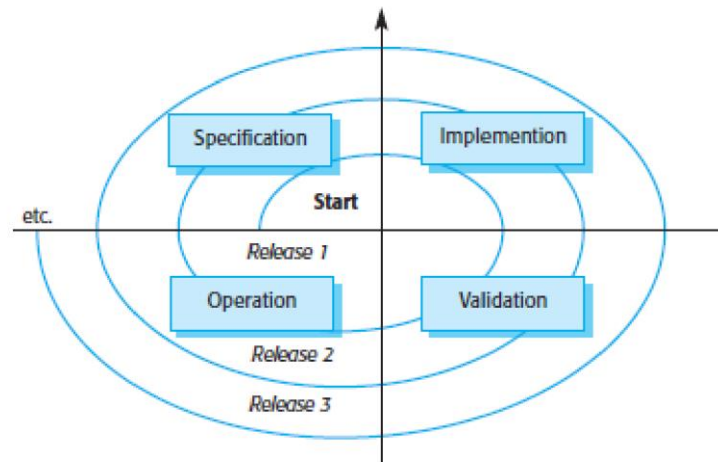 Specification
Implemention
Start
etc.
Release 1
Operation
Validation
Release 2
Release 3